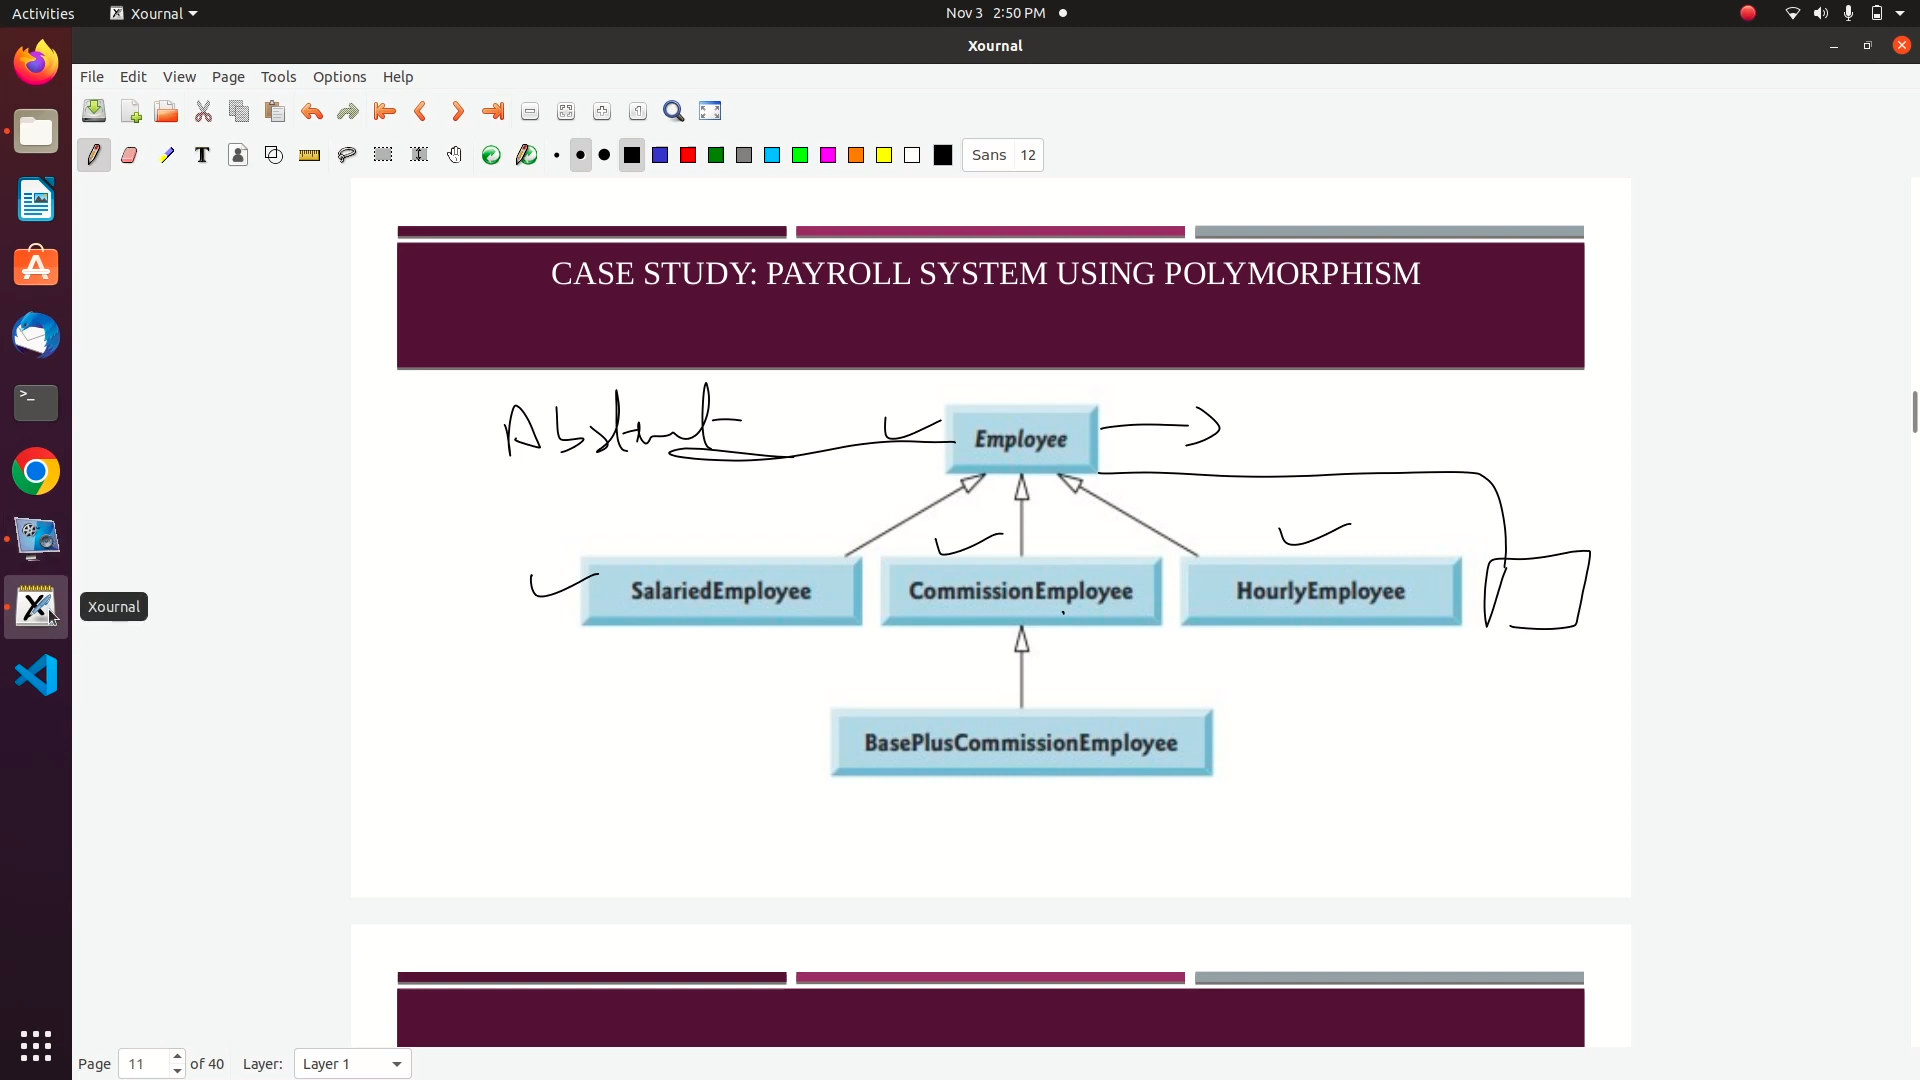 Activities Xournal Nov 3 2:50 PM
Xournal
File Edit View Page Tools Options Help
T Sans 12
CASE STUDY: PAYROLL SYSTEM USING POLYMORPHISM
Abstract
Employee
SalariedEmployee CommissionEmployee HourlyEmployee
Xournal
BasePlusCommissionEmployee
Page 11 of 40 Layer: Layer 1